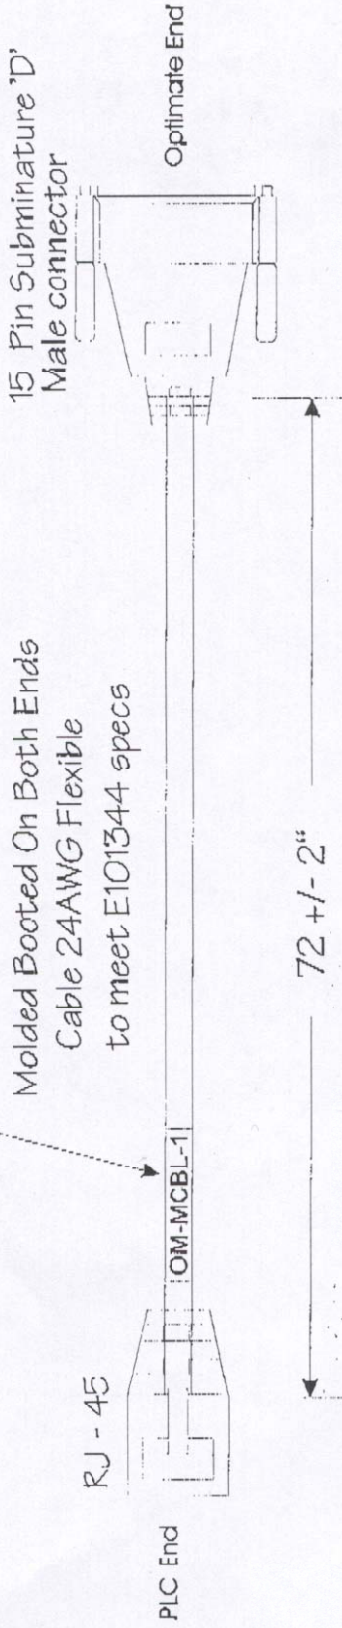 15 Pin Subminature 'D'
Male connector
Optimate End
Molded Booted On Both Ends
Cable 24AWG Flexible
to meet E101344 specs
RJ - 45
OM-MCBL-1
PLC End
72 +/- 2"